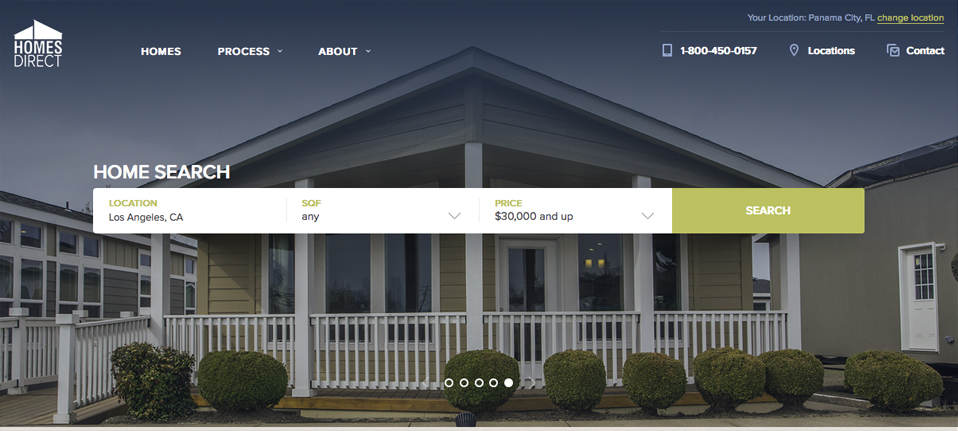 Your Location: Panama City, FL change location
HOMES
DIRECT
HOMES PROCESS ABOUT
1-800-450-0157 Locations Contact
HOME SEARCH
LOCATION SQF PRICE
Los Angeles, CA any $30,000 and up
SEARCH